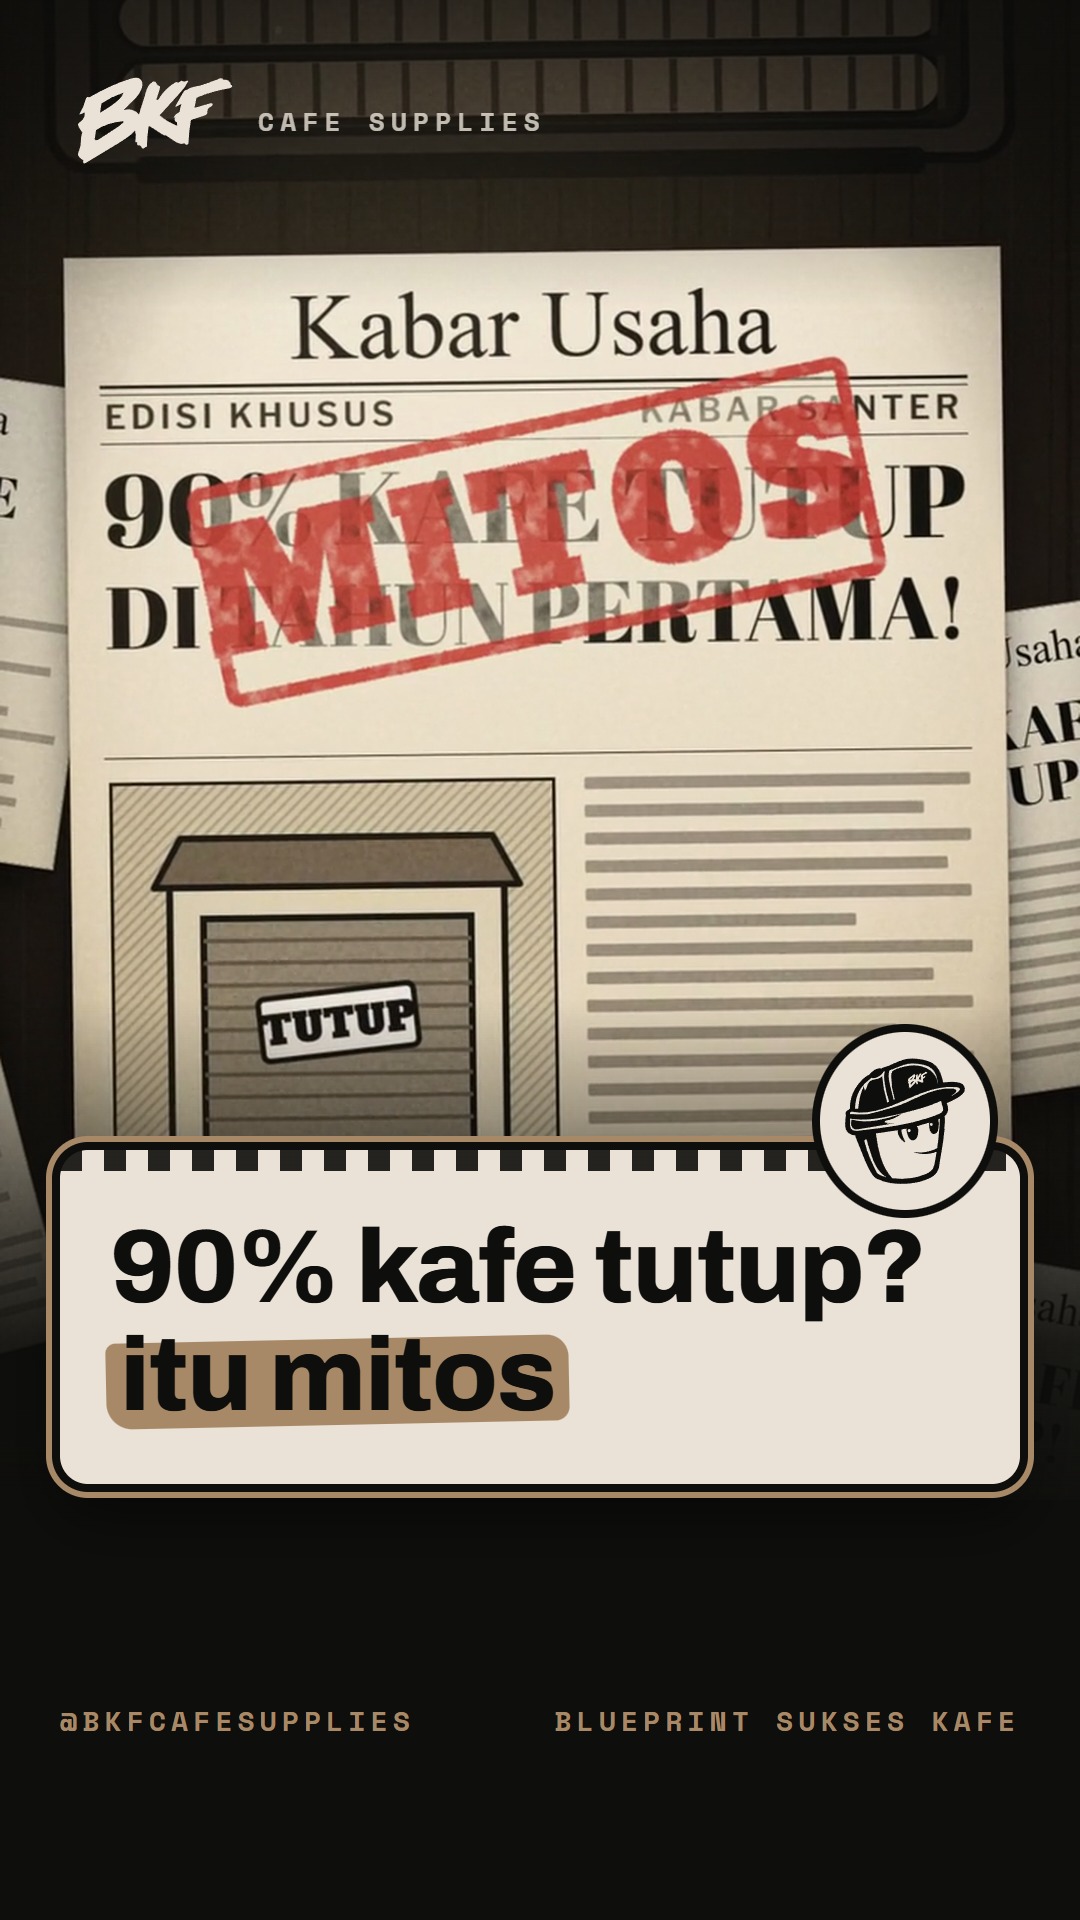 BKF CAFE SUPPLIES
Kabar Usaha
EDISI KHUSUS KABAR SANTER
90% KAFE TUTUP
DI TAHUN PERTAMA!
MITOS
TUTUP
BKF
90% kafe tutup?
itu mitos
@BKFCAFESUPPLIES BLUEPRINT SUKSES KAFE